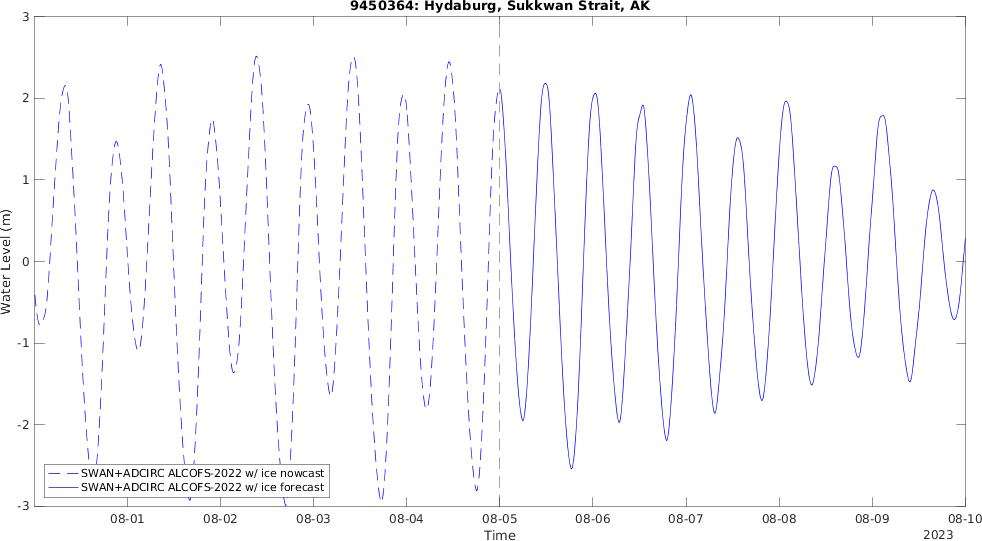 9450364: Hydaburg, Sukkwan Strait, AK
3
2
1
0
-1
-2
-3
Water Level (m)
SWAN+ADCIRC ALCOFS-2022 w/ ice nowcast
SWAN+ADCIRC ALCOFS-2022 w/ ice forecast
08-01 08-02 08-03 08-04 08-05 08-06 08-07 08-08 08-09 08-10
Time
2023